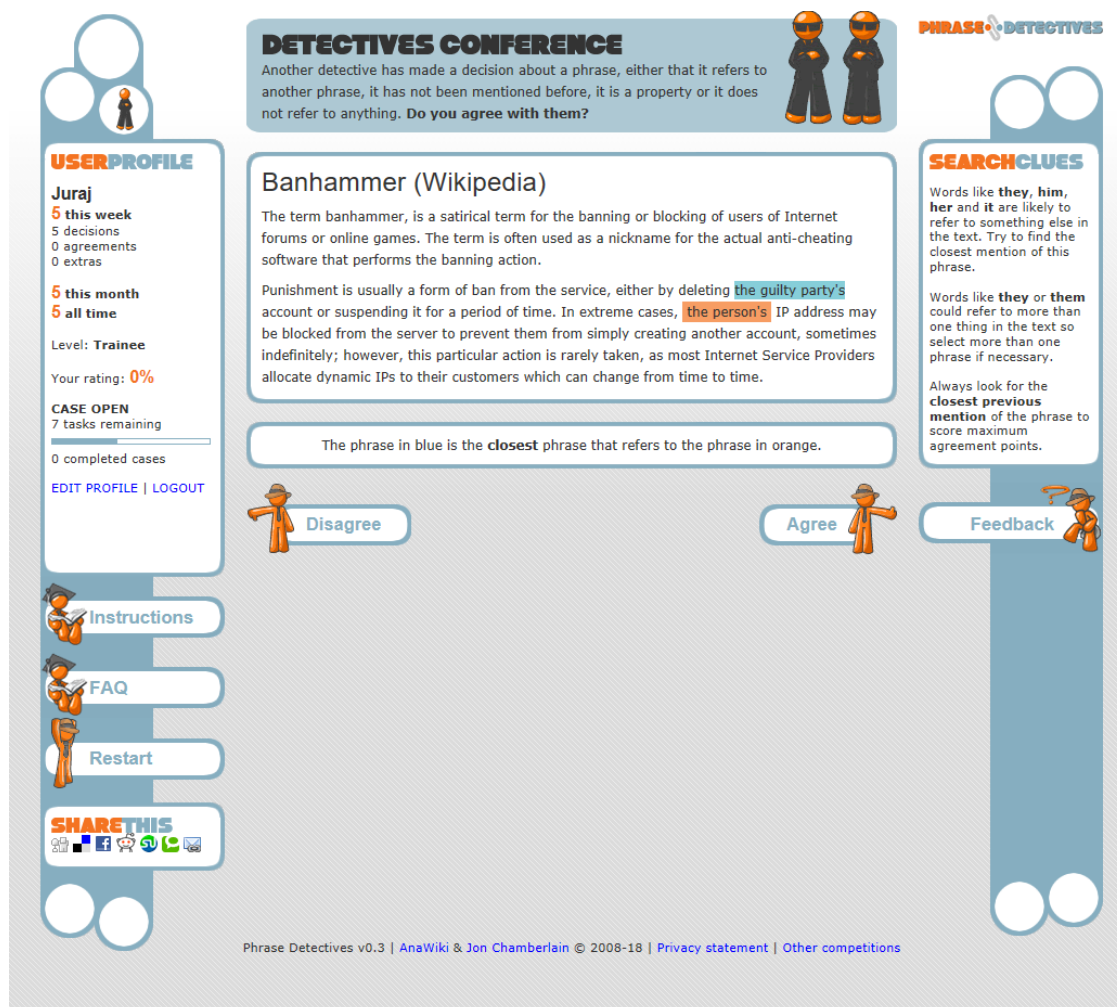 DETECTIVES CONFERENCE
Another detective has made a decision about a phrase, either that it refers to
another phrase, it has not been mentioned before, it is a property or it does
not refer to anything. Do you agree with them?
PHRASE DETECTIVES
USERPROFILE
Juraj
5 this week
5 decisions
0 agreements
0 extras
5 this month
5 all time
Level: Trainee
Your rating: 0%
CASE OPEN
7 tasks remaining
0 completed cases
EDIT PROFILE | LOGOUT
Instructions
FAQ
Restart
SHARETHIS
Banhammer (Wikipedia)
The term banhammer, is a satirical term for the banning or blocking of users of Internet
forums or online games. The term is often used as a nickname for the actual anti-cheating
software that performs the banning action.
Punishment is usually a form of ban from the service, either by deleting the guilty party's
account or suspending it for a period of time. In extreme cases, the person's IP address may
be blocked from the server to prevent them from simply creating another account, sometimes
indefinitely; however, this particular action is rarely taken, as most Internet Service Providers
allocate dynamic IPs to their customers which can change from time to time.
The phrase in blue is the closest phrase that refers to the phrase in orange.
Disagree
Agree
SEARCHCLUES
Words like they, him,
her and it are likely to
refer to something else in
the text. Try to find the
closest mention of this
phrase.
Words like they or them
could refer to more than
one thing in the text so
select more than one
phrase if necessary.
Always look for the
closest previous
mention of the phrase to
score maximum
agreement points.
Feedback
Phrase Detectives v0.3 | AnaWiki & Jon Chamberlain © 2008-18 | Privacy statement | Other competitions